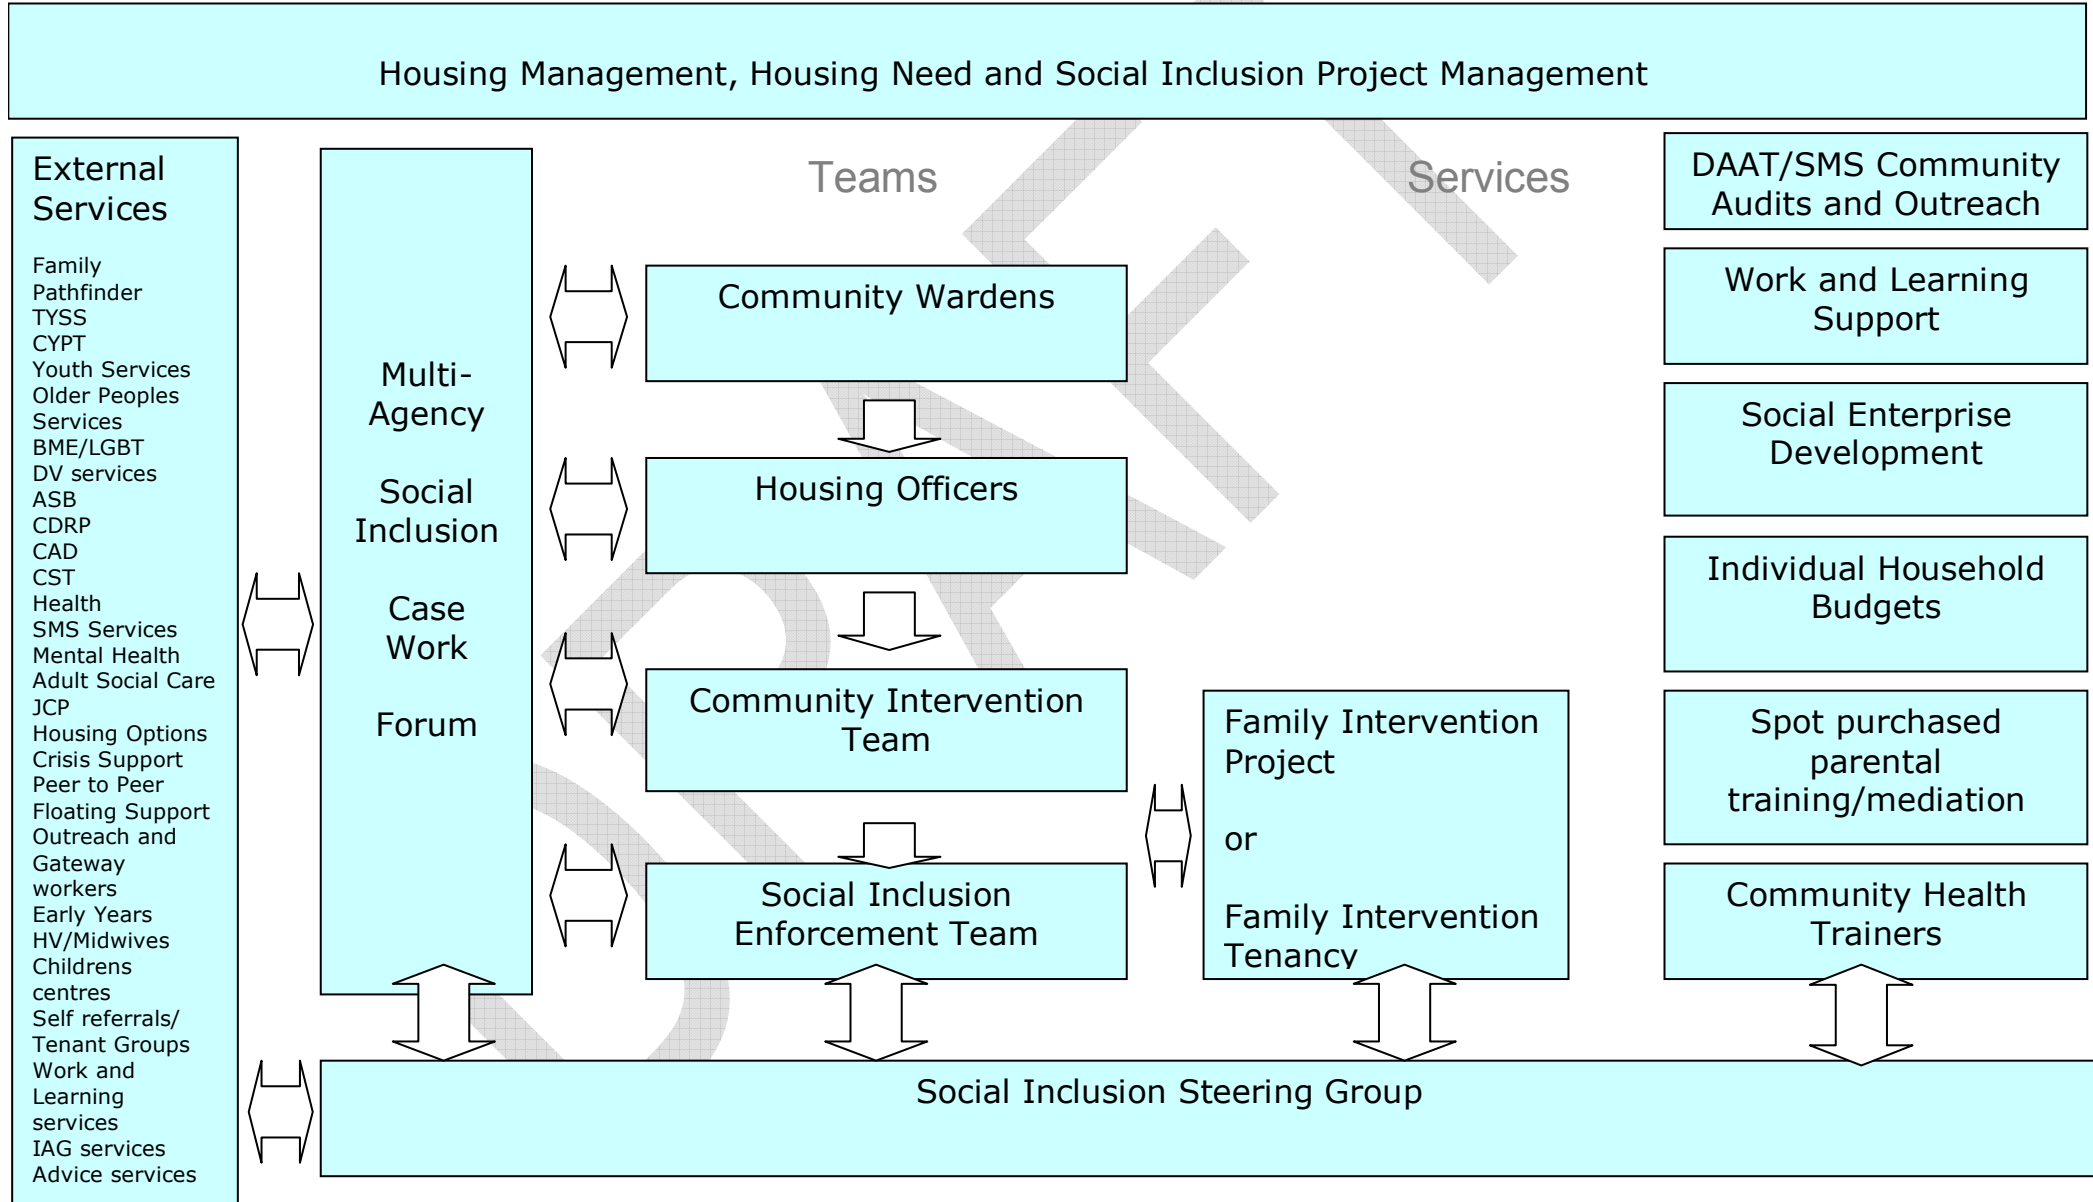 Housing Management, Housing Need and Social Inclusion Project Management
External
Services
Family
Pathfinder
TYSS
CYPT
Youth Services
Older Peoples
Services
BME/LGBT
DV services
ASB
CDRP
CAD
CST
Health
SMS Services
Mental Health
Adult Social Care
JCP
Housing Options
Crisis Support
Peer to Peer
Floating Support
Outreach and
Gateway
workers
Early Years
HV/Midwives
Childrens
centres
Self referrals/
Tenant Groups
Work and
Learning
services
IAG services
Advice services
Multi-
Agency
Social
Inclusion
Case
Work
Forum
Teams
Community Wardens
Housing Officers
Community Intervention
Team
Social Inclusion
Enforcement Team
Services
Family Intervention
Project
or
Family Intervention
Tenancy
DAAT/SMS Community
Audits and Outreach
Work and Learning
Support
Social Enterprise
Development
Individual Household
Budgets
Spot purchased
parental
training/mediation
Community Health
Trainers
Social Inclusion Steering Group
DRAFT